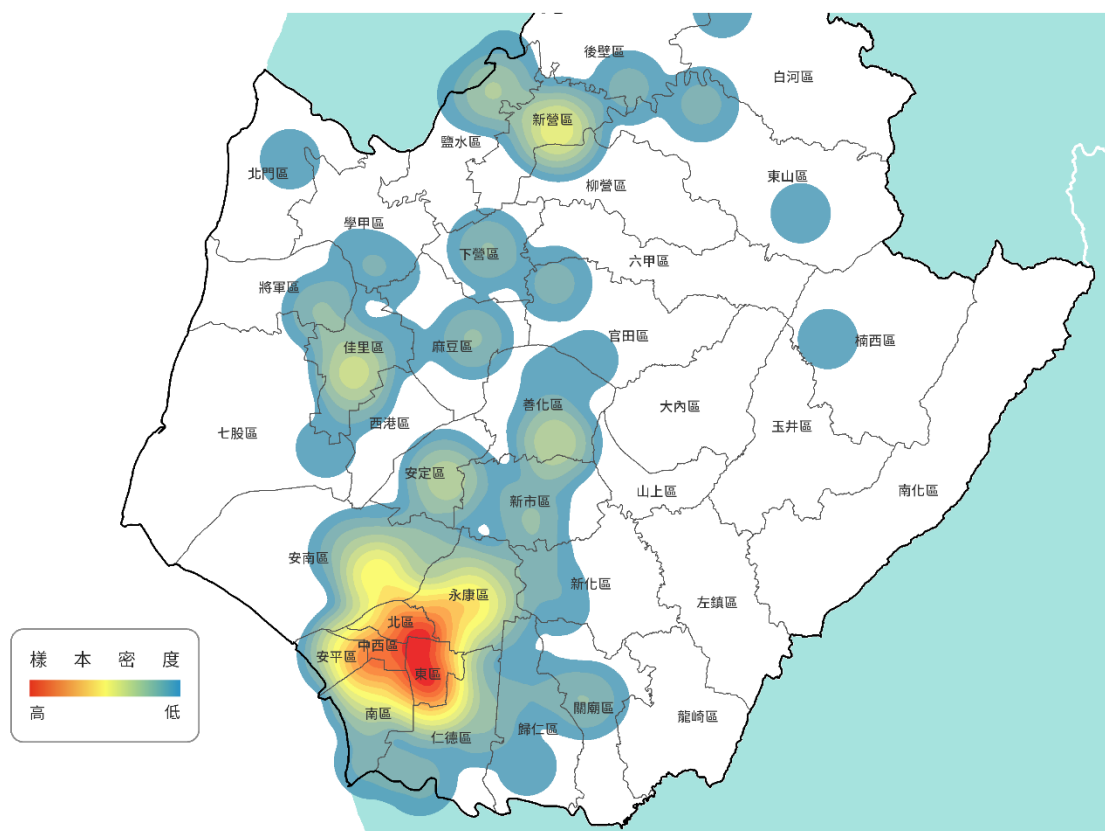 後壁區
白河區
新營區
鹽水區
北門區
柳營區
東山區
學甲區
下營區
六甲區
將軍區
官田區
佳里區
麻豆區
楠西區
善化區
大內區
西港區
七股區
玉井區
安定區
新市區
山上區
南化區
安南區
新化區
永康區
左鎮區
北區
中西區
安平區
東區
南區
關廟區
龍崎區
歸仁區
仁德區
樣本密度
高 低